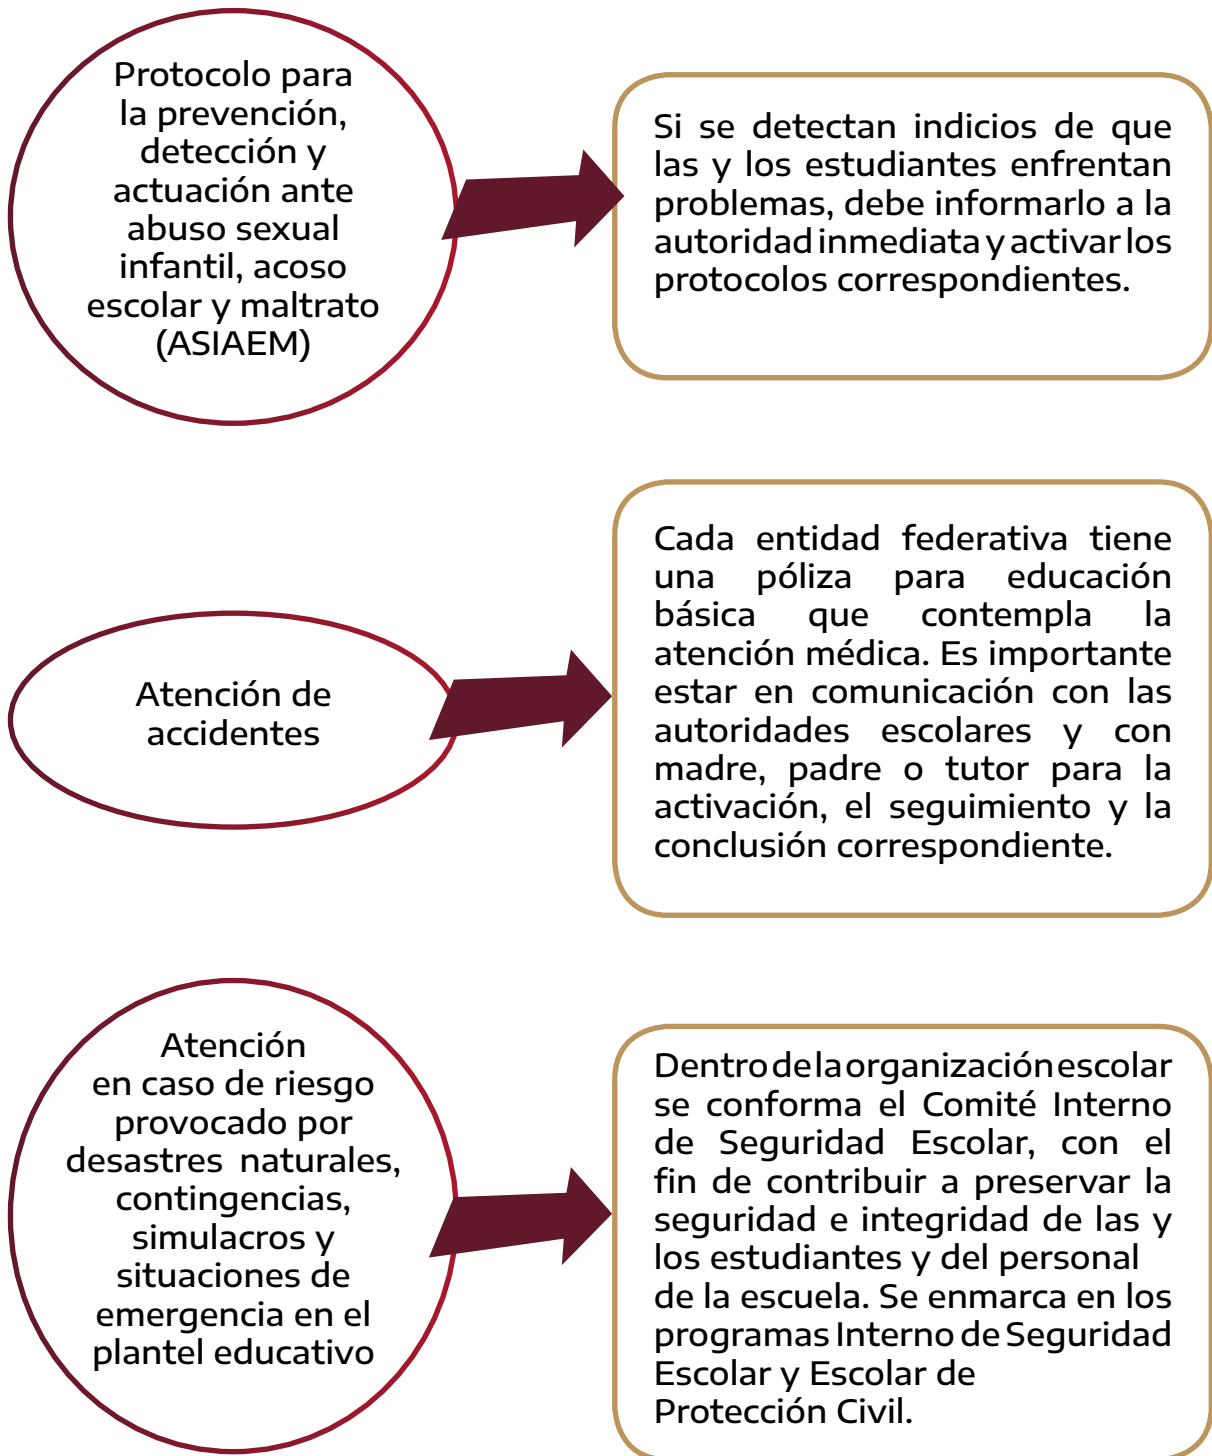 Protocolo para
la prevención,
detección y
actuación ante
abuso sexual
infantil, acoso
escolar y maltrato
(ASIAEM)
Si se detectan indicios de que
las y los estudiantes enfrentan
problemas, debe informarlo a la
autoridad inmediata y activar los
protocolos correspondientes.
Atención de
accidentes
Cada entidad federativa tiene
una póliza para educación
básica que contempla la
atención médica. Es importante
estar en comunicación con las
autoridades escolares y con
madre, padre o tutor para la
activación, el seguimiento y la
conclusión correspondiente.
Atención
en caso de riesgo
provocado por
desastres naturales,
contingencias,
simulacros y
situaciones de
emergencia en el
plantel educativo
Dentro de la organización escolar
se conforma el Comité Interno
de Seguridad Escolar, con el
fin de contribuir a preservar la
seguridad e integridad de las y
los estudiantes y del personal
de la escuela. Se enmarca en los
programas Interno de Seguridad
Escolar y Escolar de
Protección Civil.